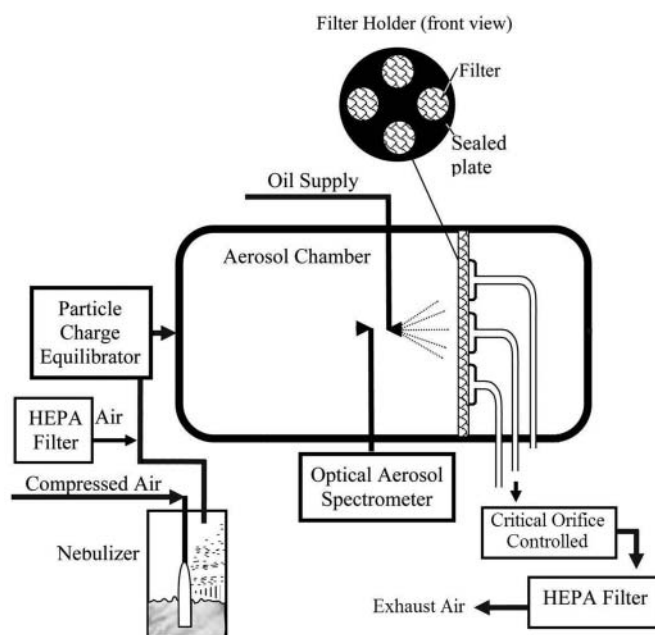 Filter Holder (front view)
Filter
Sealed
plate
Oil Supply
Aerosol Chamber
Particle
Charge
Equilibrator
HEPA
Filter
Air
Compressed Air
Optical Aerosol
Spectrometer
Nebulizer
Critical Orifice
Controlled
Exhaust Air
HEPA Filter